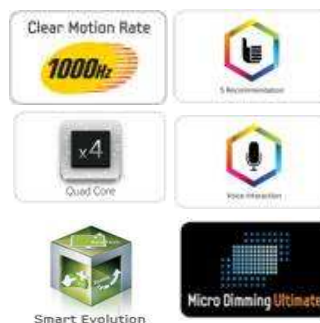 Clear Motion Rate
1000Hz
S Recommendation
x4
Quad Core
Voice Interaction
Smart Evolution
Micro Dimming Ultimate